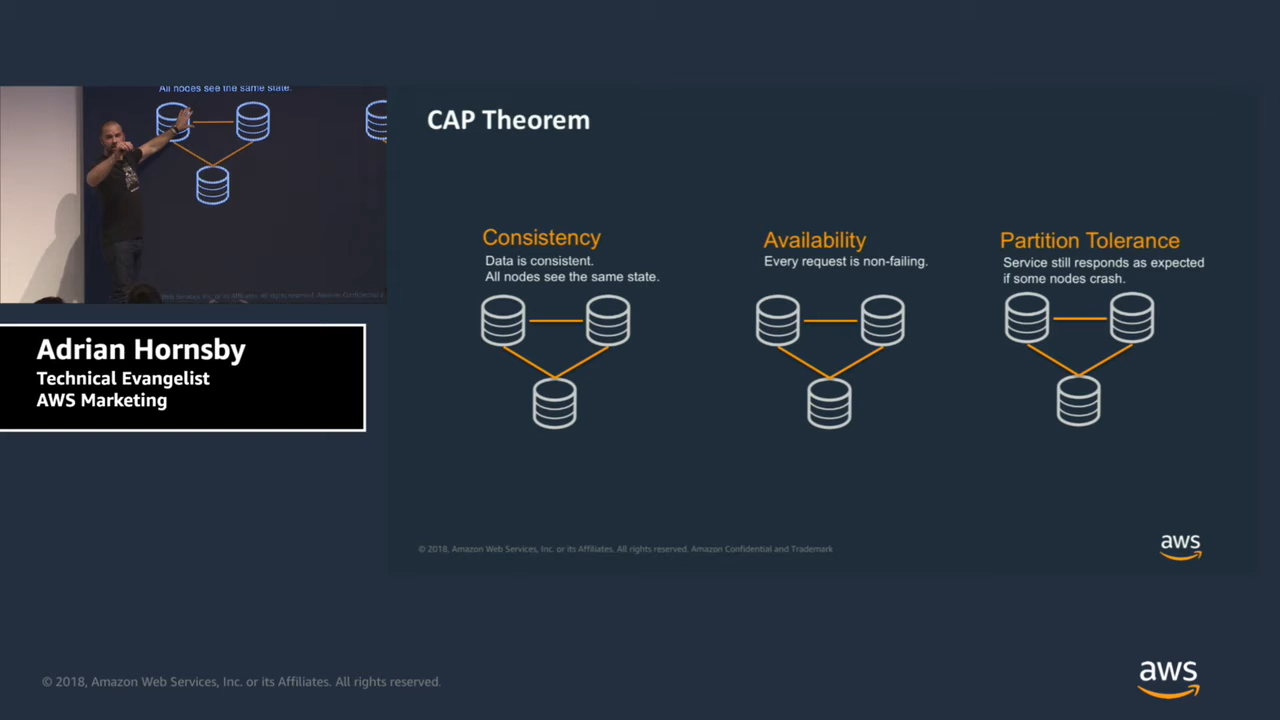 All nodes see the same state.
CAP Theorem
Consistency
Data is consistent.
All nodes see the same state.
Availability
Every request is non-failing.
Partition Tolerance
Service still responds as expected
if some nodes crash.
Adrian Hornsby
Technical Evangelist
AWS Marketing
© 2018, Amazon Web Services, Inc. or its Affiliates. All rights reserved. Amazon Confidential and Trademark
aws
© 2018, Amazon Web Services, Inc. or its Affiliates. All rights reserved.
aws